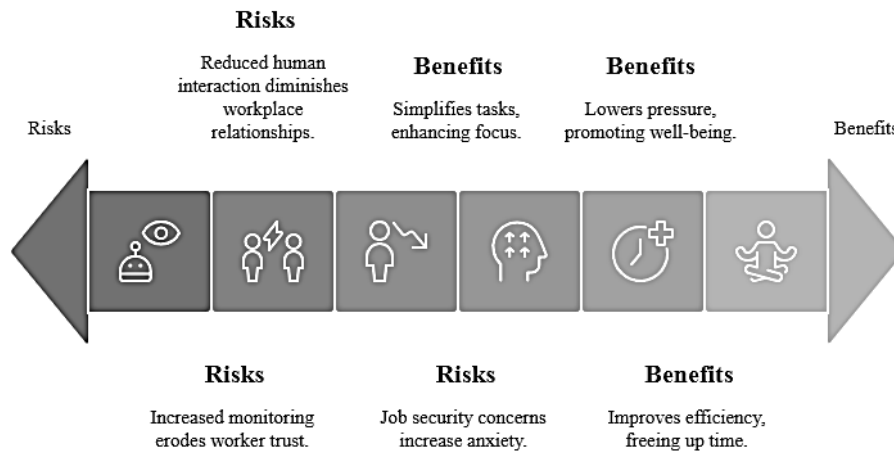 Risks
Reduced human
interaction diminishes
workplace
relationships.
Benefits
Simplifies tasks,
enhancing focus.
Benefits
Lowers pressure,
promoting well-being.
Risks
Benefits
Risks
Increased monitoring
erodes worker trust.
Risks
Job security concerns
increase anxiety.
Benefits
Improves efficiency,
freeing up time.